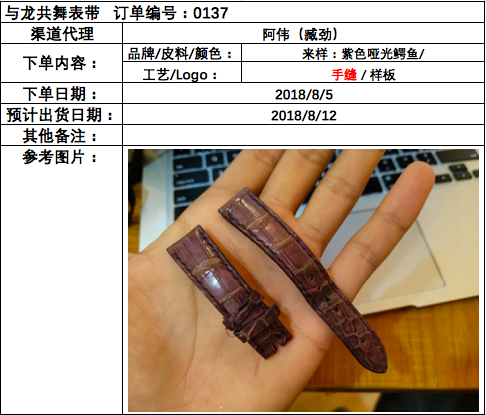 与龙共舞表带 订单编号：0137
渠道代理
阿伟（臧劲）
下单内容：
品牌/皮料/颜色：
来样：紫色哑光鳄鱼/
工艺/Logo：
手缝 / 样板
下单日期：
2018/8/5
预计出货日期：
2018/8/12
其他备注：
参考图片：